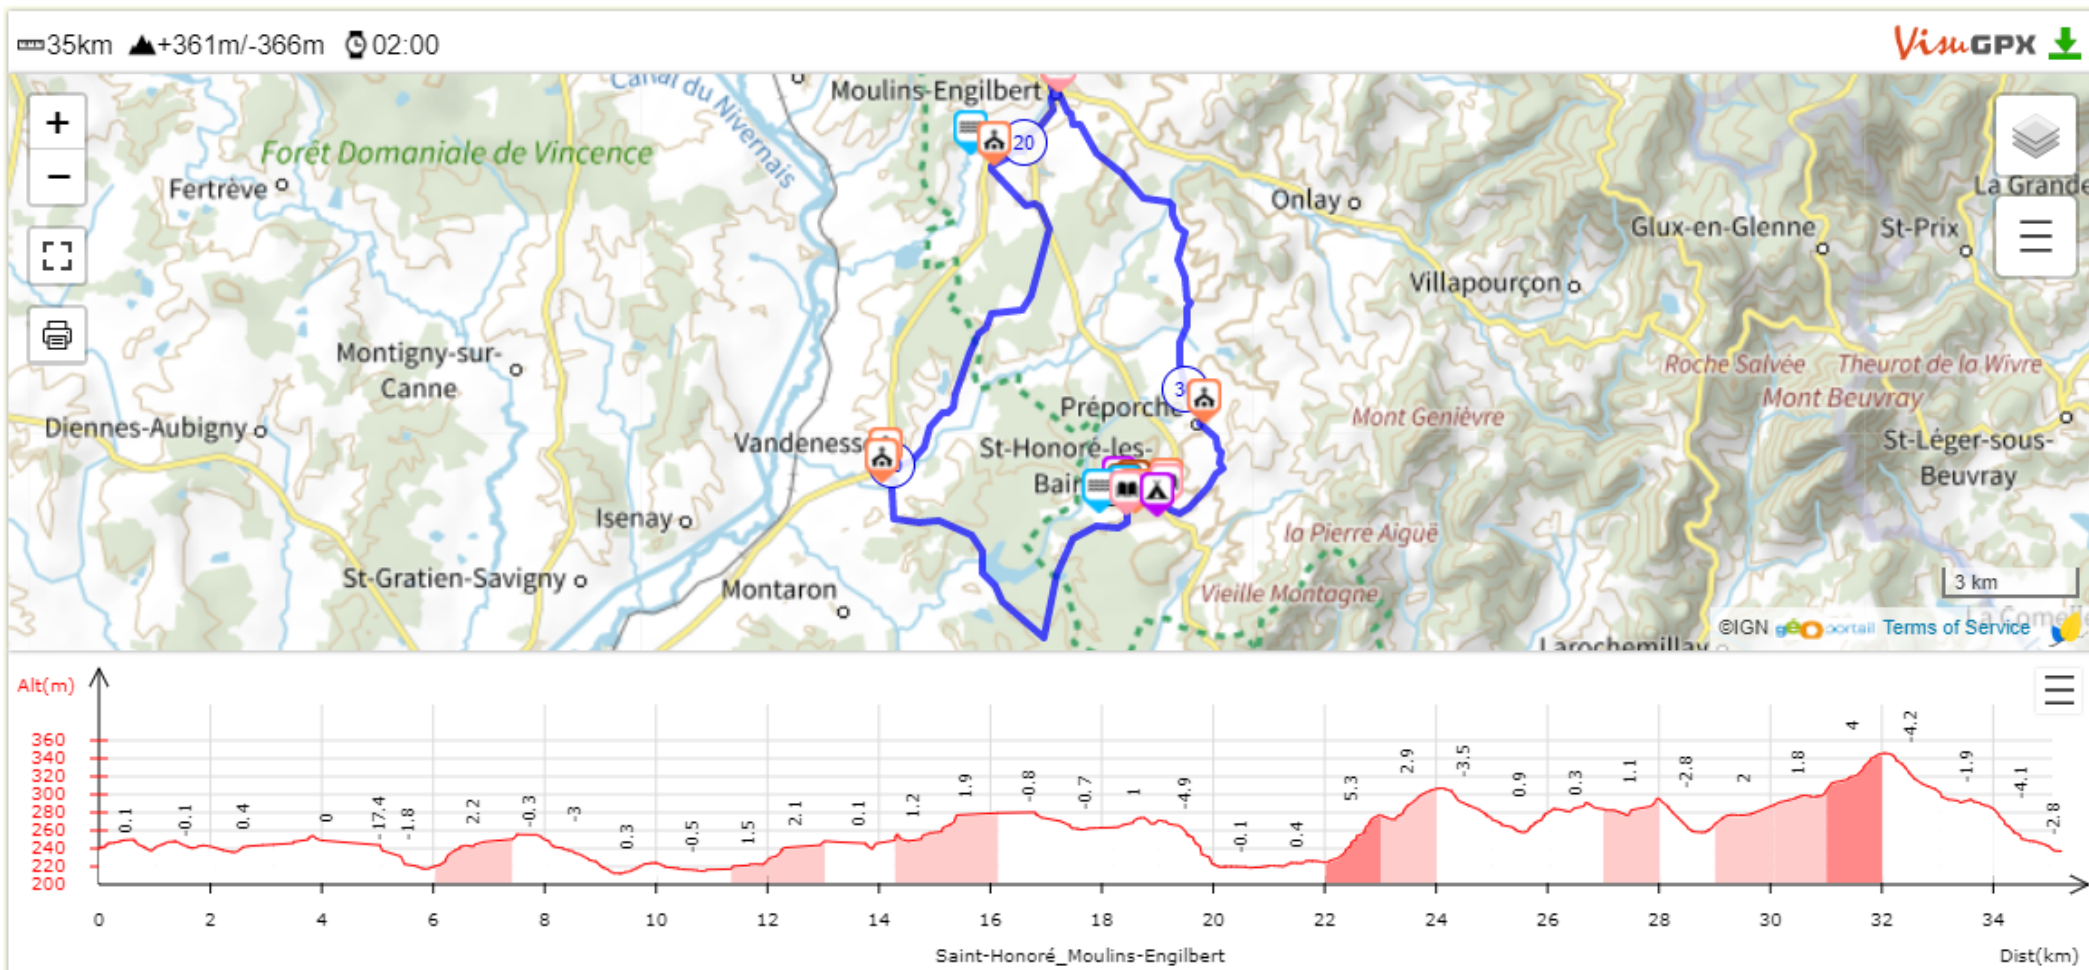 35km +361m/-366m 02:00
VisuGPX
Canal du Nivernais
Moulins-Engilbert
+
20
Forêt Domaniale de Vincence
−
Fertrève
La Grande
Onlay
Glux-en-Glenne
St-Prix
Villapourçon
Montigny-sur-
Canne
Roche Salvée
Theurot de la Wivre
3
Mont Beuvray
Préporché
Mont Genièvre
Diennes-Aubigny
Vandeness
St-Honoré-les-
Bain
St-Léger-sous-
Beuvray
Isenay
la Pierre Aiguë
St-Gratien-Savigny
Montaron
Vieille Montagne
3 km
©IGN géoportail Terms of Service
Larochemillay
Alt(m)
360
340
320
300
280
260
240
220
200
0.1 -0.1 0.4 0 -17.4 -1.8 2.2 -0.3 -3 0.3 -0.5 1.5 2.1 0.1 1.2 1.9 -0.8 -0.7 1 -4.9 -0.1 0.4 5.3 2.9 -3.5 0.9 0.3 1.1 -2.8 2 1.8 4 -4.2 -1.9 -4.1 -2.8
0 2 4 6 8 10 12 14 16 18 20 22 24 26 28 30 32 34
Saint-Honoré_Moulins-Engilbert
Dist(km)